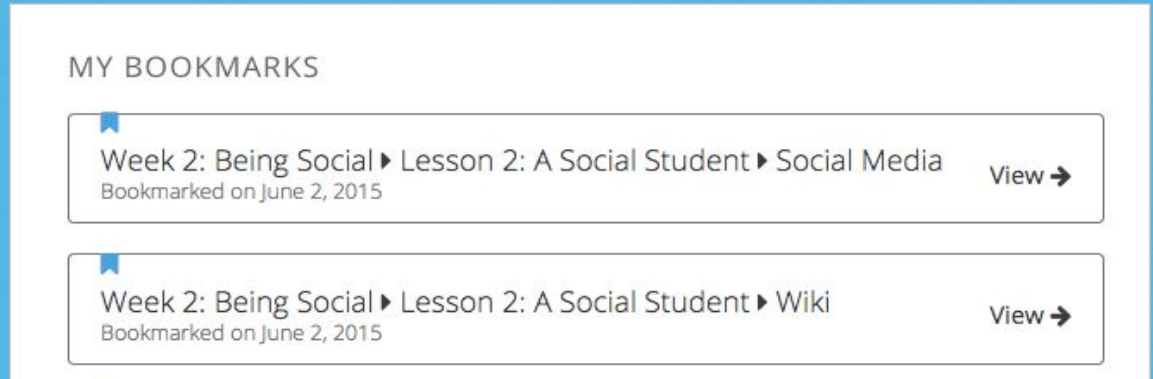 MY BOOKMARKS
Week 2: Being Social ▸ Lesson 2: A Social Student ▸ Social Media
Bookmarked on June 2, 2015
View →
Week 2: Being Social ▸ Lesson 2: A Social Student ▸ Wiki
Bookmarked on June 2, 2015
View →